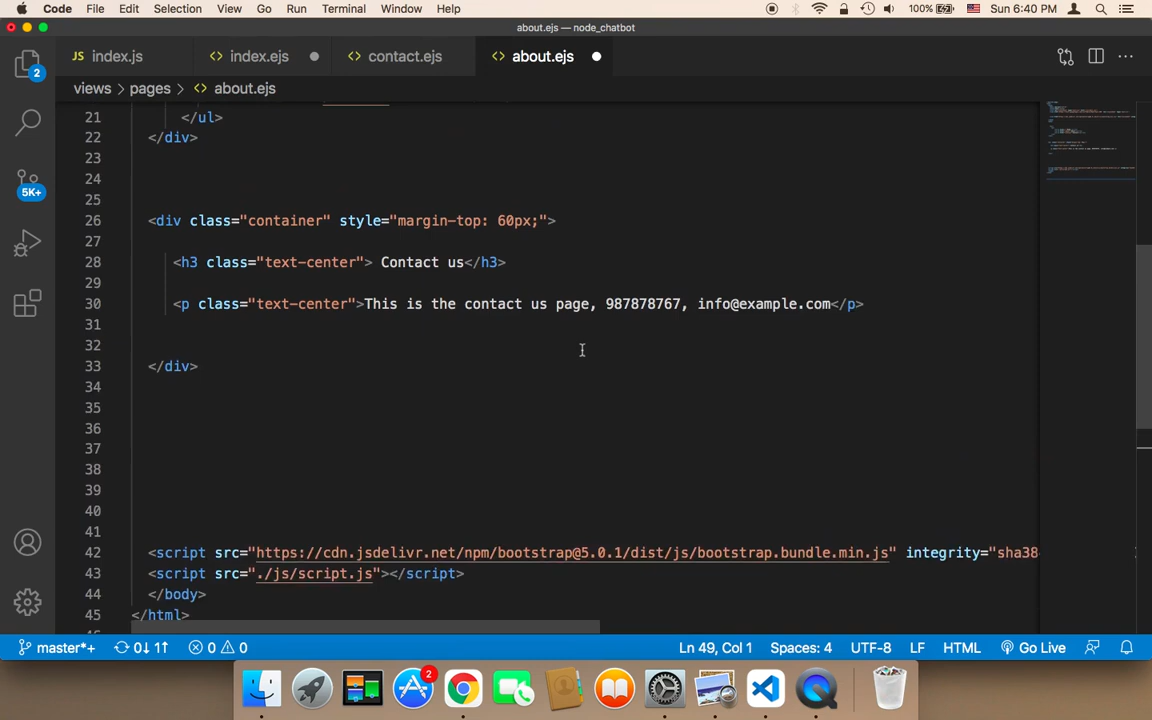 Code File Edit Selection View Go Run Terminal Window Help 100% Sun 6:40 PM
about.ejs — node_chatbot
JS index.js <> index.ejs <> contact.ejs <> about.ejs
views > pages > <> about.ejs
2
5K+
21 </ul>
22 </div>
23
24
25
26 <div class="container" style="margin-top: 60px;">
27
28 <h3 class="text-center"> Contact us</h3>
29
30 <p class="text-center">This is the contact us page, 987878767, info@example.com</p>
31
32
33 </div>
34
35
36
37
38
39
40
41
42 <script src="https://cdn.jsdelivr.net/npm/bootstrap@5.0.1/dist/js/bootstrap.bundle.min.js" integrity="sha38
43 <script src="./js/script.js"></script>
44 </body>
45 </html>
master*+ 0↓ 1↑ 0 0 Ln 49, Col 1 Spaces: 4 UTF-8 LF HTML Go Live
2